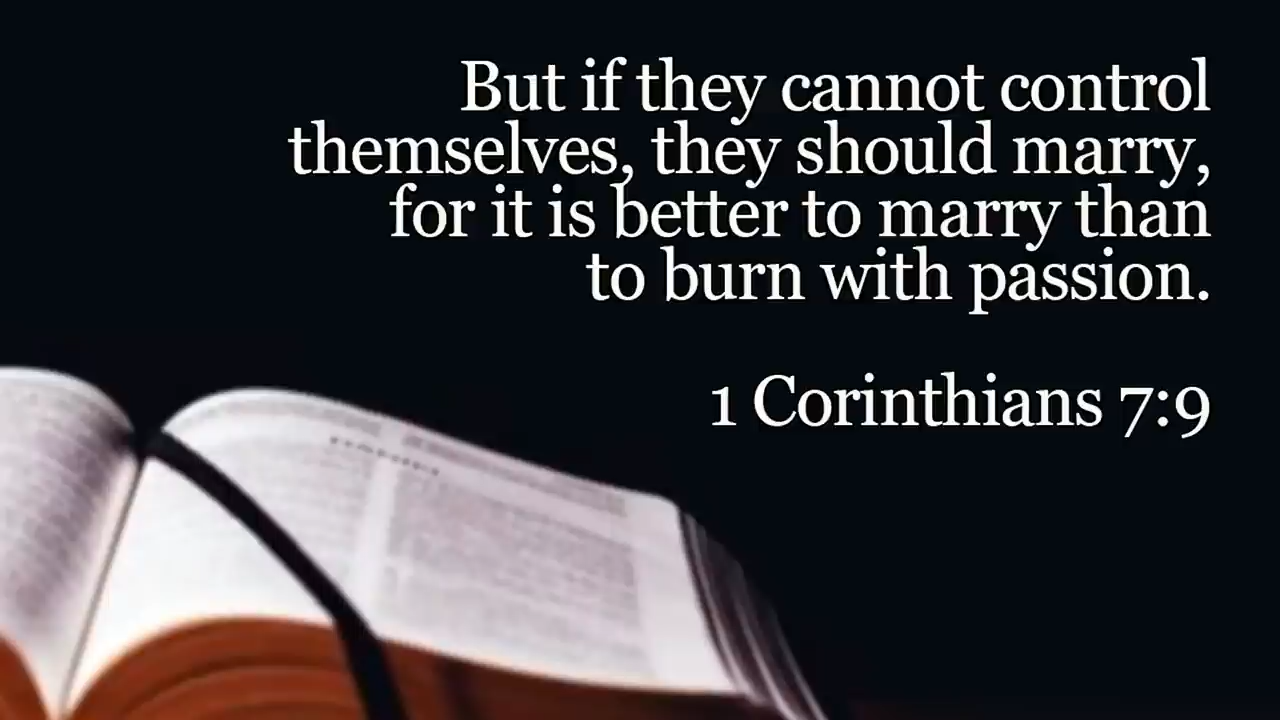 But if they cannot control
themselves, they should marry,
for it is better to marry than
to burn with passion.
1 Corinthians 7:9